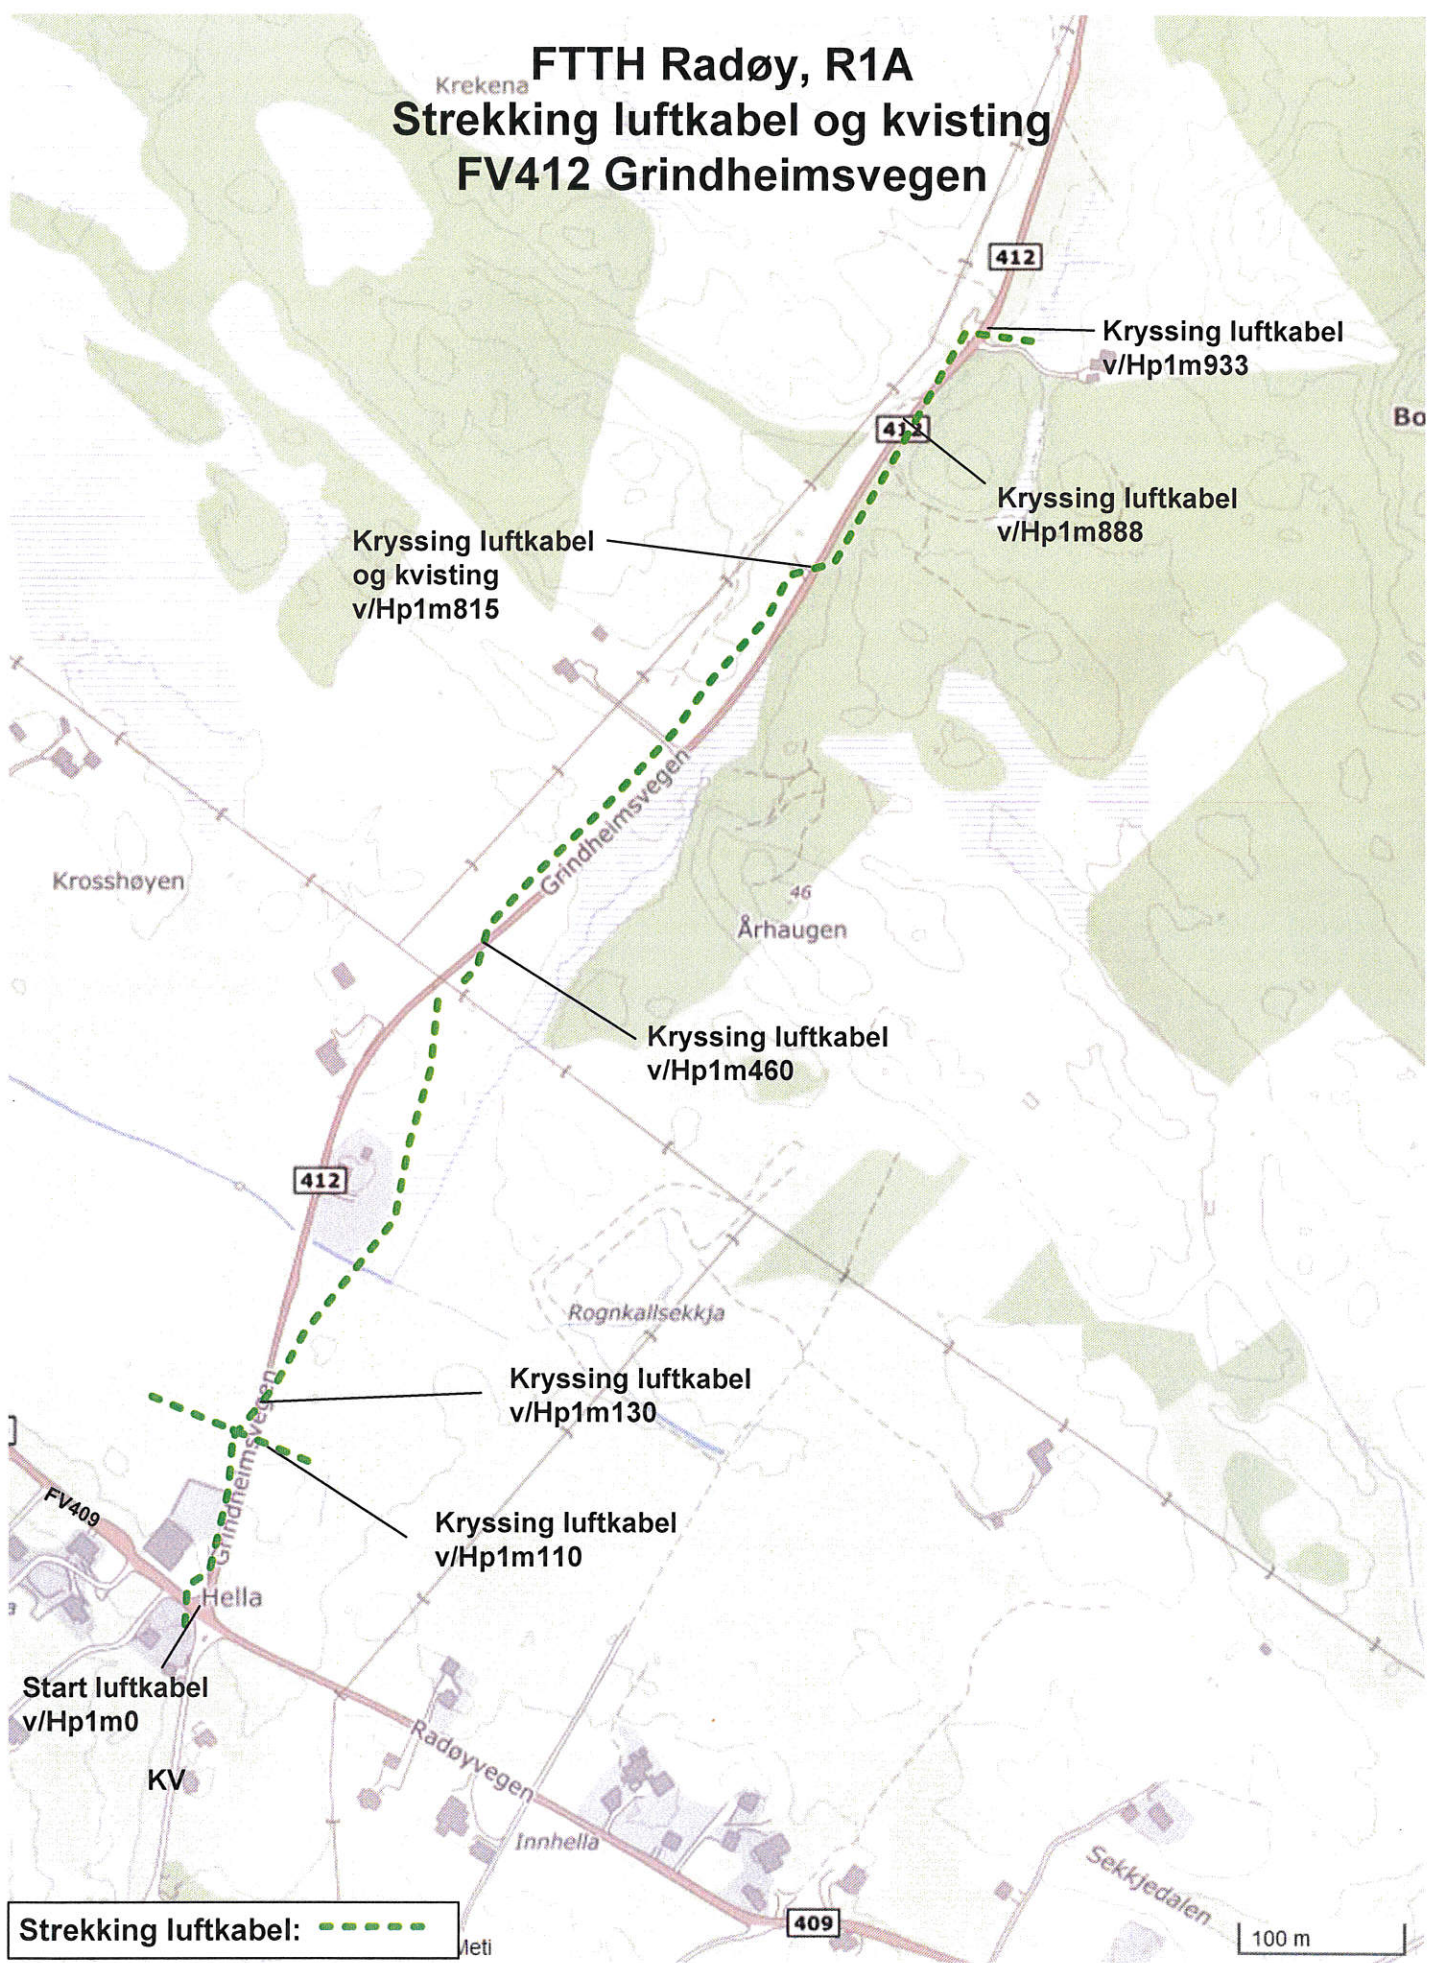 FTTH Radøy, R1A
Krekena
Strekking luftkabel og kvisting
FV412 Grindheimsvegen
412
Kryssing luftkabel
v/Hp1m933
412
Bo
Kryssing luftkabel
v/Hp1m888
Kryssing luftkabel
og kvisting
v/Hp1m815
Grindheimsvegen
Krosshøyen
46
Århaugen
Kryssing luftkabel
v/Hp1m460
412
Rognkallsekkja
Kryssing luftkabel
v/Hp1m130
Grindheimsvegen
FV409
Kryssing luftkabel
v/Hp1m110
Hella
a
Start luftkabel
v/Hp1m0
Radøyvegen
KV
Innhella
Sekkjedalen
409
Strekking luftkabel:
Meti
100 m